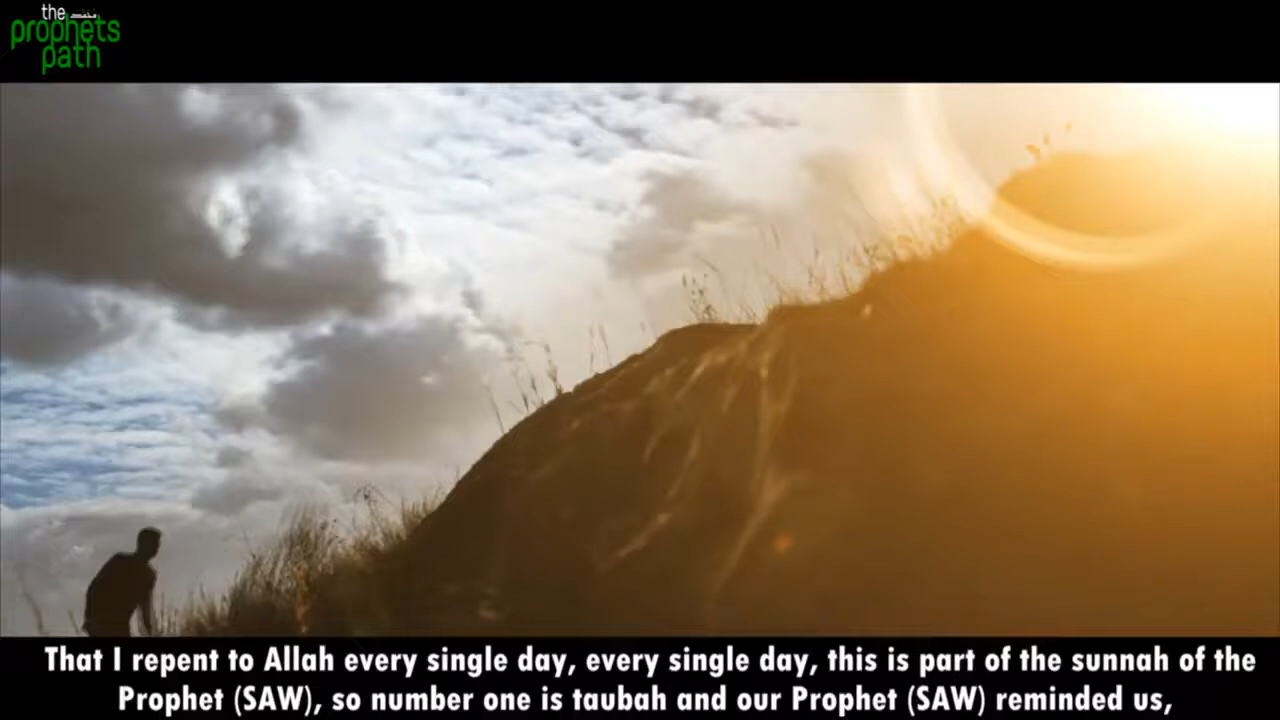 the محمد
prophets
path
That I repent to Allah every single day, every single day, this is part of the sunnah of the
Prophet (SAW), so number one is taubah and our Prophet (SAW) reminded us,